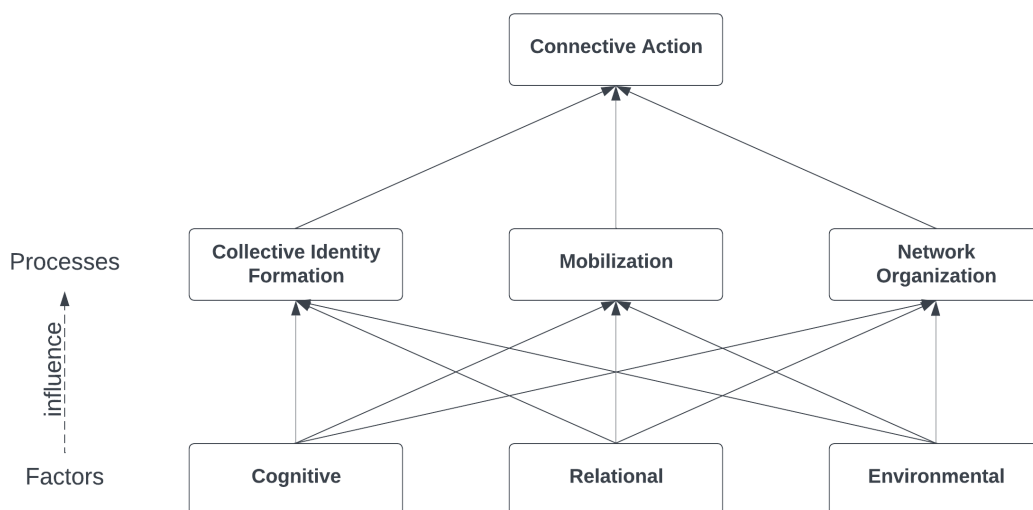 Connective Action
Processes
Collective Identity
Formation
Mobilization
Network
Organization
influence
Factors
Cognitive
Relational
Environmental